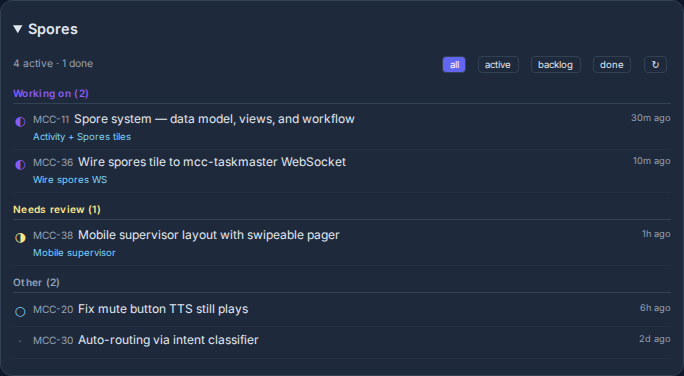 ▼ Spores
4 active · 1 done all active backlog done ↻
Working on (2)
MCC-11 Spore system — data model, views, and workflow 30m ago
Activity + Spores tiles
MCC-36 Wire spores tile to mcc-taskmaster WebSocket 10m ago
Wire spores WS
Needs review (1)
MCC-38 Mobile supervisor layout with swipeable pager 1h ago
Mobile supervisor
Other (2)
MCC-20 Fix mute button TTS still plays 6h ago
MCC-30 Auto-routing via intent classifier 2d ago